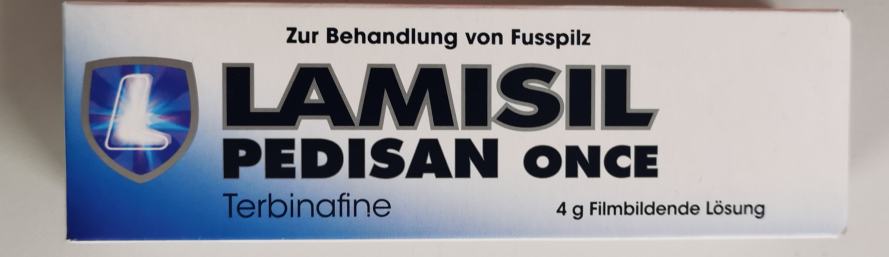 Zur Behandlung von Fusspilz
L
LAMISIL
PEDISAN ONCE
Terbinafine
4 g Filmbildende Lösung